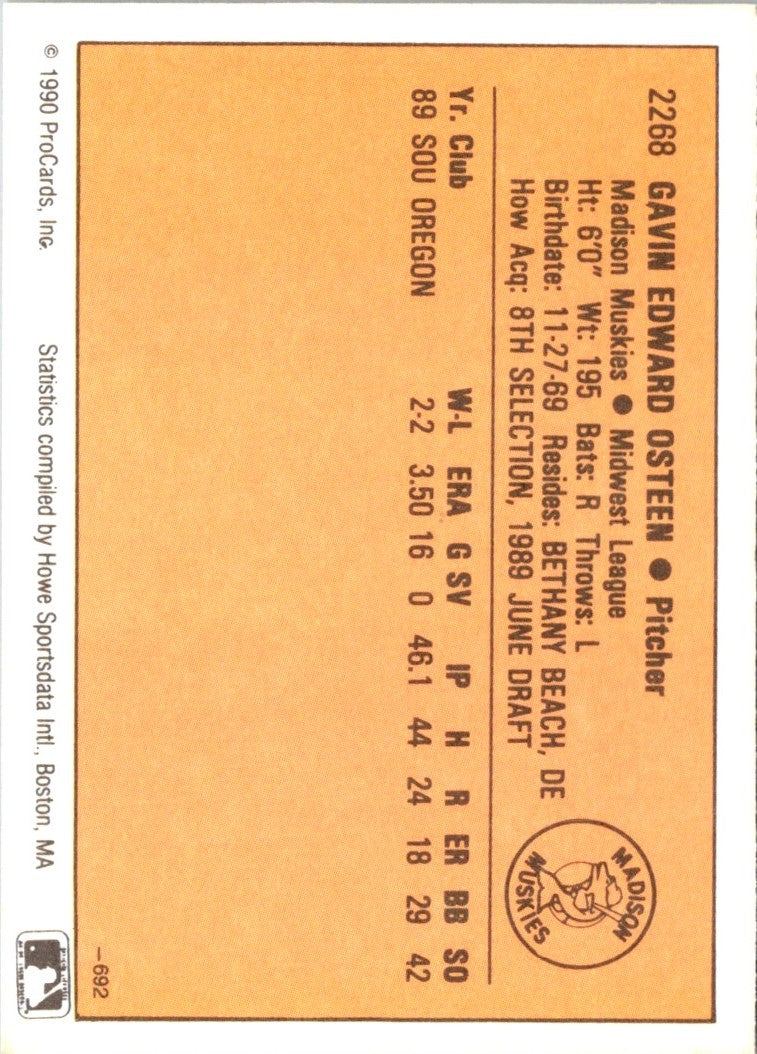 2268 GAVIN EDWARD OSTEEN ● Pitcher
Madison Muskies ● Midwest League
Ht: 6'0" Wt: 195 Bats: R Throws: L
Birthdate: 11-27-69 Resides: BETHANY BEACH, DE
How Acq: 8TH SELECTION, 1989 JUNE DRAFT
MADISON
MUSKIES
Yr. Club W-L ERA G SV IP H R ER BB SO
89 SOU OREGON 2-2 3.50 16 0 46.1 44 24 18 29 42
-692
© 1990 ProCards, Inc. Statistics compiled by Howe Sportsdata Intl., Boston, MA